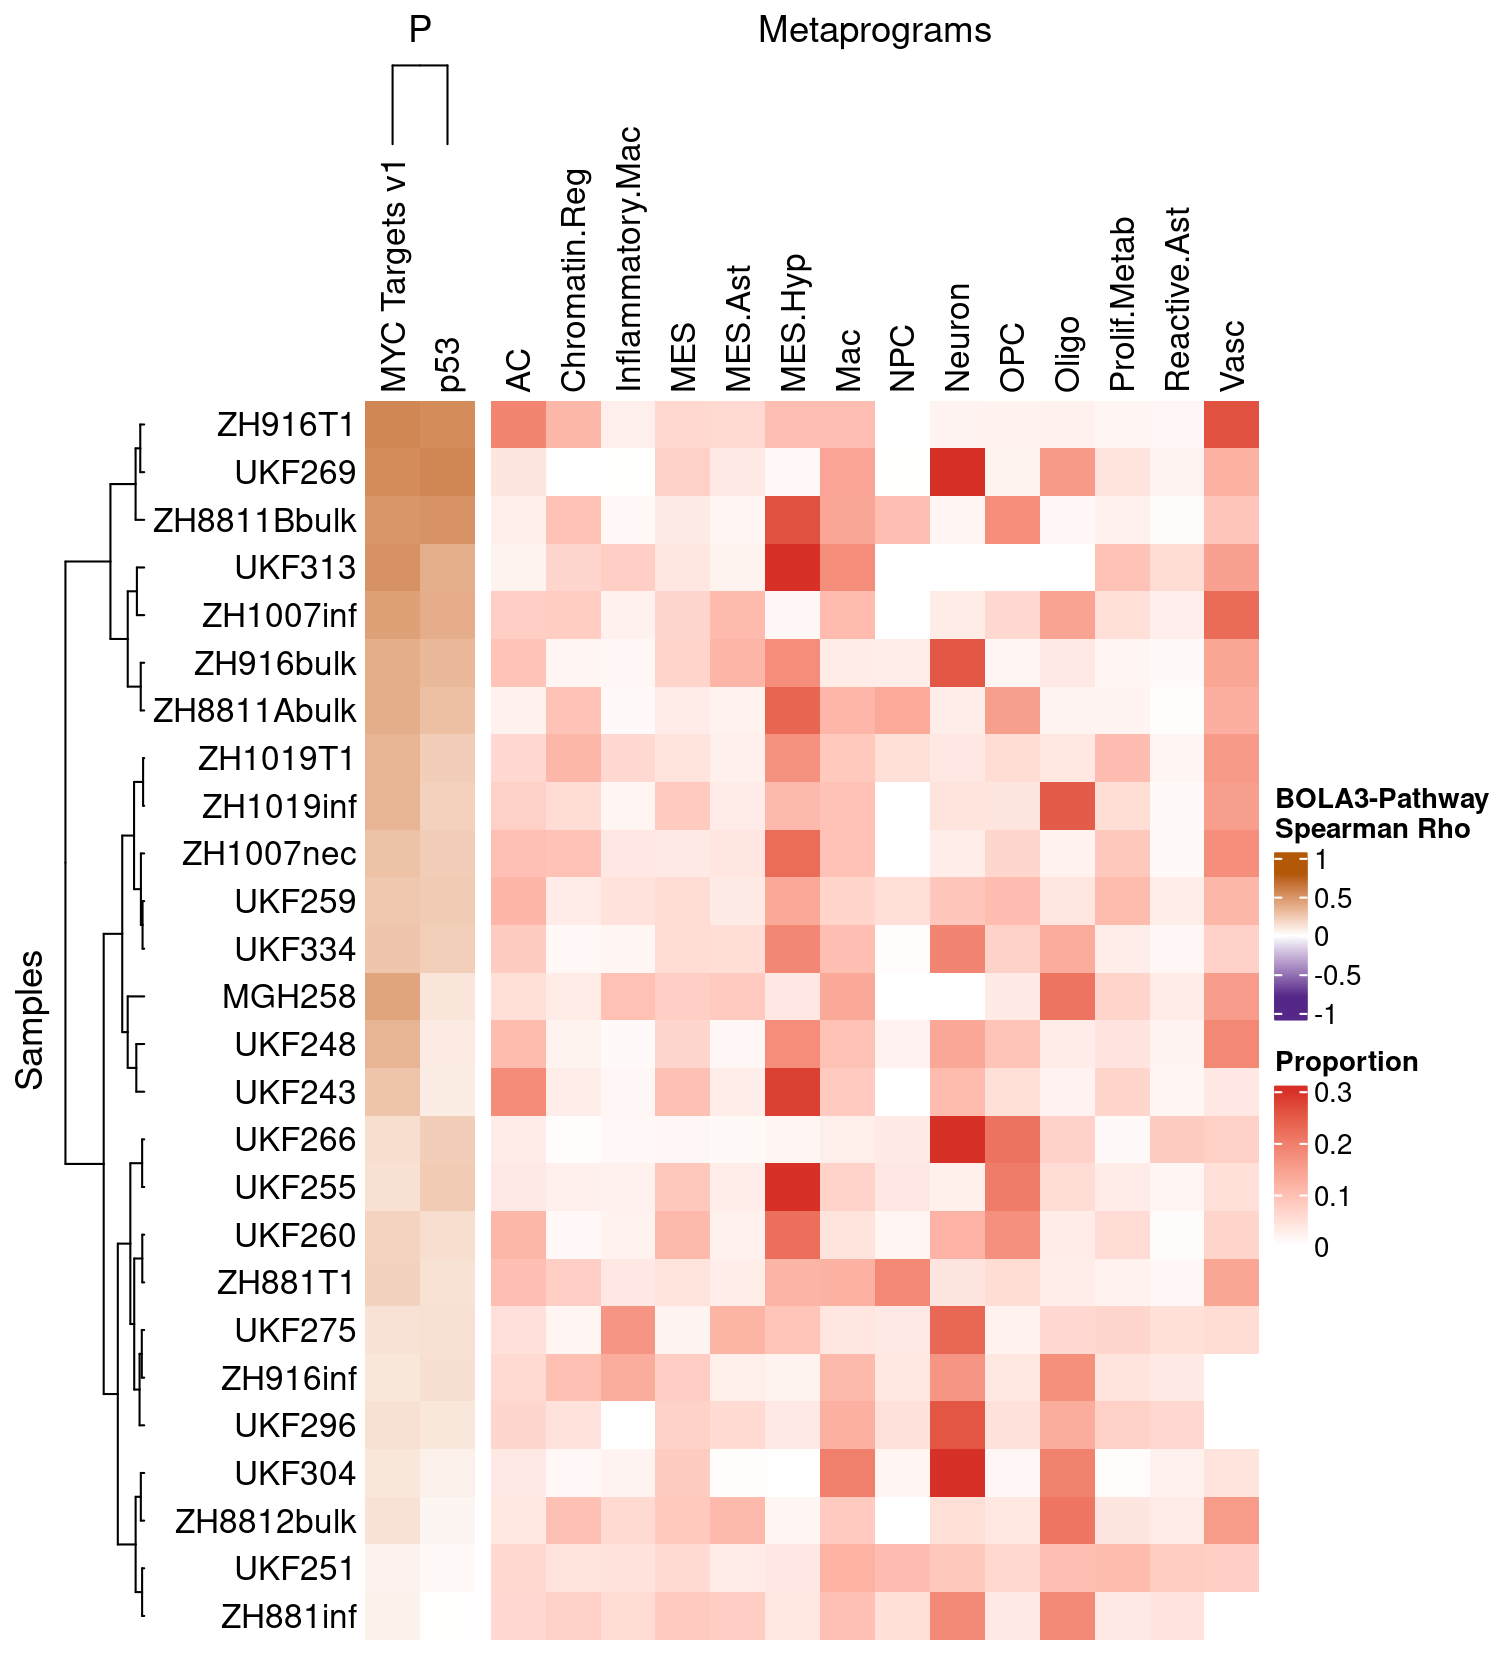 P
Metaprograms
MYC Targets v1
p53
AC
Chromatin.Reg
Inflammatory.Mac
MES
MES.Ast
MES.Hyp
Mac
NPC
Neuron
OPC
Oligo
Prolif.Metab
Reactive.Ast
Vasc
Samples
ZH916T1
UKF269
ZH8811Bbulk
UKF313
ZH1007inf
ZH916bulk
ZH8811Abulk
ZH1019T1
ZH1019inf
ZH1007nec
UKF259
UKF334
MGH258
UKF248
UKF243
UKF266
UKF255
UKF260
ZH881T1
UKF275
ZH916inf
UKF296
UKF304
ZH8812bulk
UKF251
ZH881inf
BOLA3-Pathway
Spearman Rho
1
0.5
0
-0.5
-1
Proportion
0.3
0.2
0.1
0